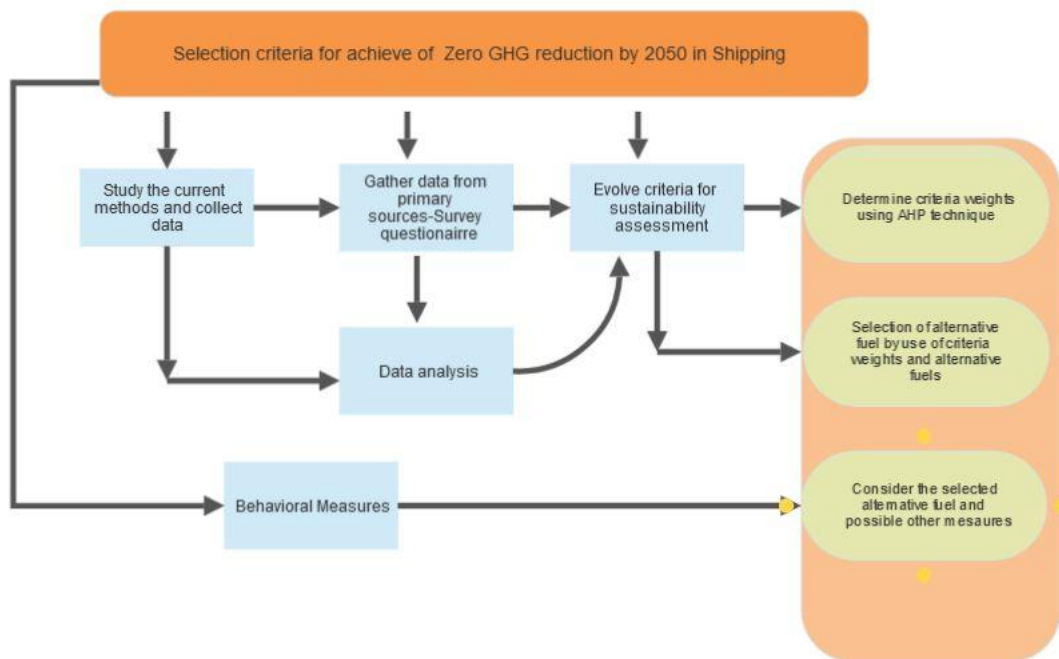 Selection criteria for achieve of Zero GHG reduction by 2050 in Shipping
Study the current
methods and collect
data
Gather data from
primary
sources-Survey
questionairre
Evolve criteria for
sustainability
assessment
Determine criteria weights
using AHP technique
Data analysis
Selection of alternative
fuel by use of criteria
weights and alternative
fuels
Behavioral Measures
Consider the selected
alternative fuel and
possible other mesaures